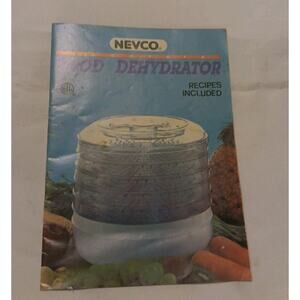 NEVCO®
DEHYDRATOR
RECIPES
INCLUDED